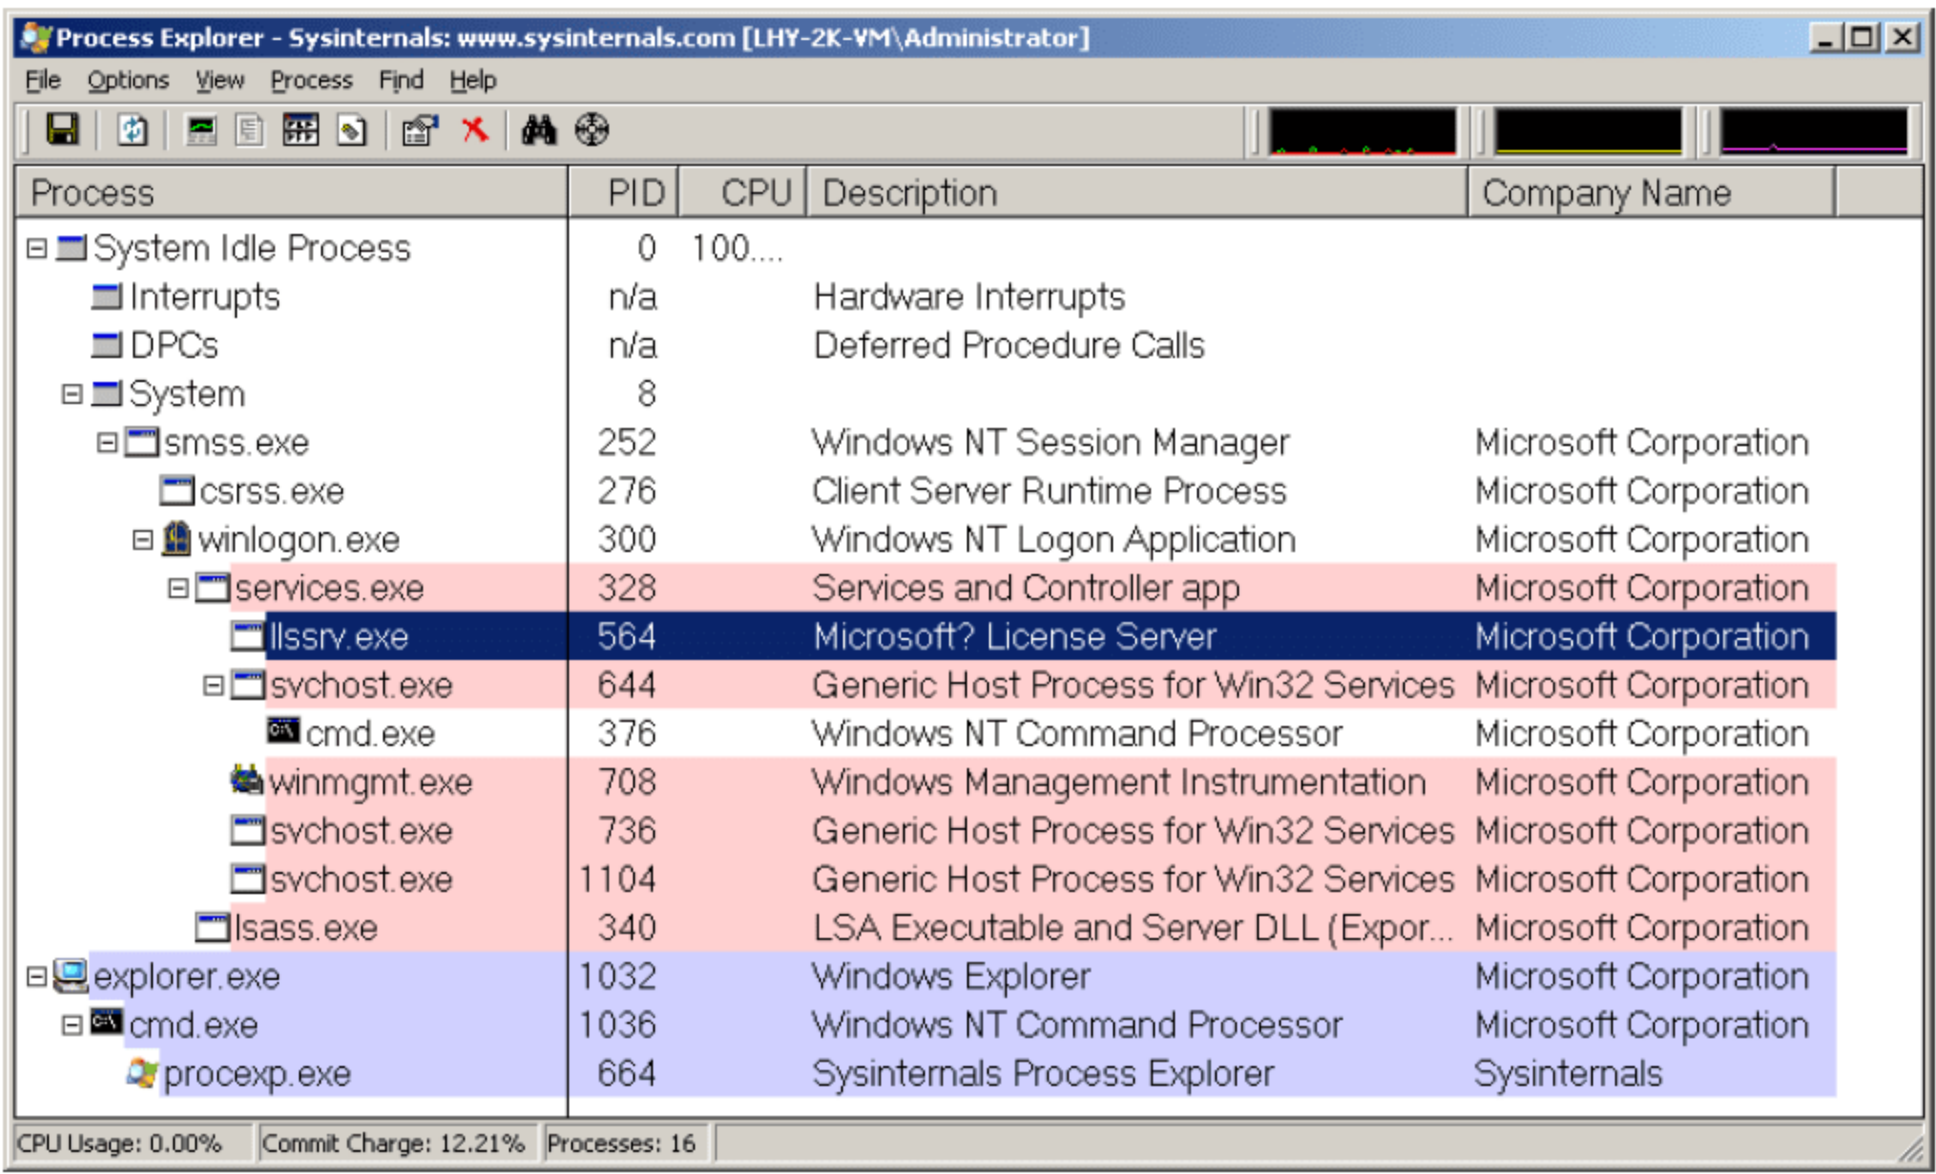 Process Explorer - Sysinternals: www.sysinternals.com [LHY-2K-VM\Administrator]
File Options View Process Find Help
Process PID CPU Description Company Name
System Idle Process 0 100....
Interrupts n/a Hardware Interrupts
DPCs n/a Deferred Procedure Calls
System 8
smss.exe 252 Windows NT Session Manager Microsoft Corporation
csrss.exe 276 Client Server Runtime Process Microsoft Corporation
winlogon.exe 300 Windows NT Logon Application Microsoft Corporation
services.exe 328 Services and Controller app Microsoft Corporation
llssrv.exe 564 Microsoft? License Server Microsoft Corporation
svchost.exe 644 Generic Host Process for Win32 Services Microsoft Corporation
cmd.exe 376 Windows NT Command Processor Microsoft Corporation
winmgmt.exe 708 Windows Management Instrumentation Microsoft Corporation
svchost.exe 736 Generic Host Process for Win32 Services Microsoft Corporation
svchost.exe 1104 Generic Host Process for Win32 Services Microsoft Corporation
lsass.exe 340 LSA Executable and Server DLL (Expor... Microsoft Corporation
explorer.exe 1032 Windows Explorer Microsoft Corporation
cmd.exe 1036 Windows NT Command Processor Microsoft Corporation
procexp.exe 664 Sysinternals Process Explorer Sysinternals
CPU Usage: 0.00% Commit Charge: 12.21% Processes: 16